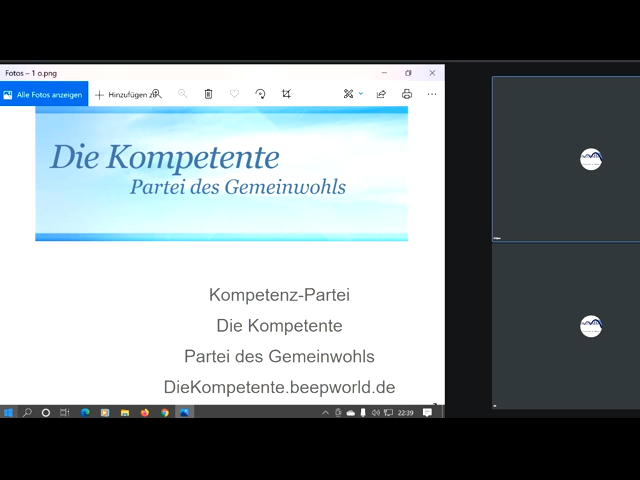 Fotos – 1 o.png
Alle Fotos anzeigen
Hinzufügen zu
Die Kompetente
Partei des Gemeinwohls
Kompetenz-Partei
Die Kompetente
Partei des Gemeinwohls
DieKompetente.beepworld.de
22:39